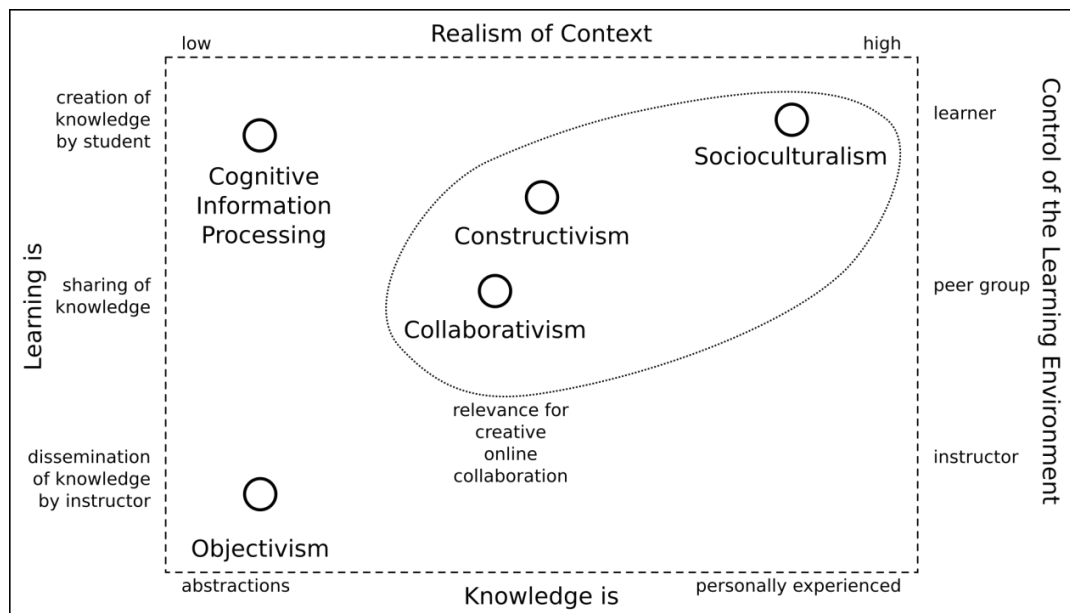 Realism of Context
low
high
creation of
knowledge
by student
learner
Cognitive
Information
Processing
Socioculturalism
Constructivism
Learning is
sharing of
knowledge
peer group
Control of the Learning Environment
Collaborativism
relevance for
creative
online
collaboration
dissemination
of knowledge
by instructor
instructor
Objectivism
abstractions
Knowledge is
personally experienced